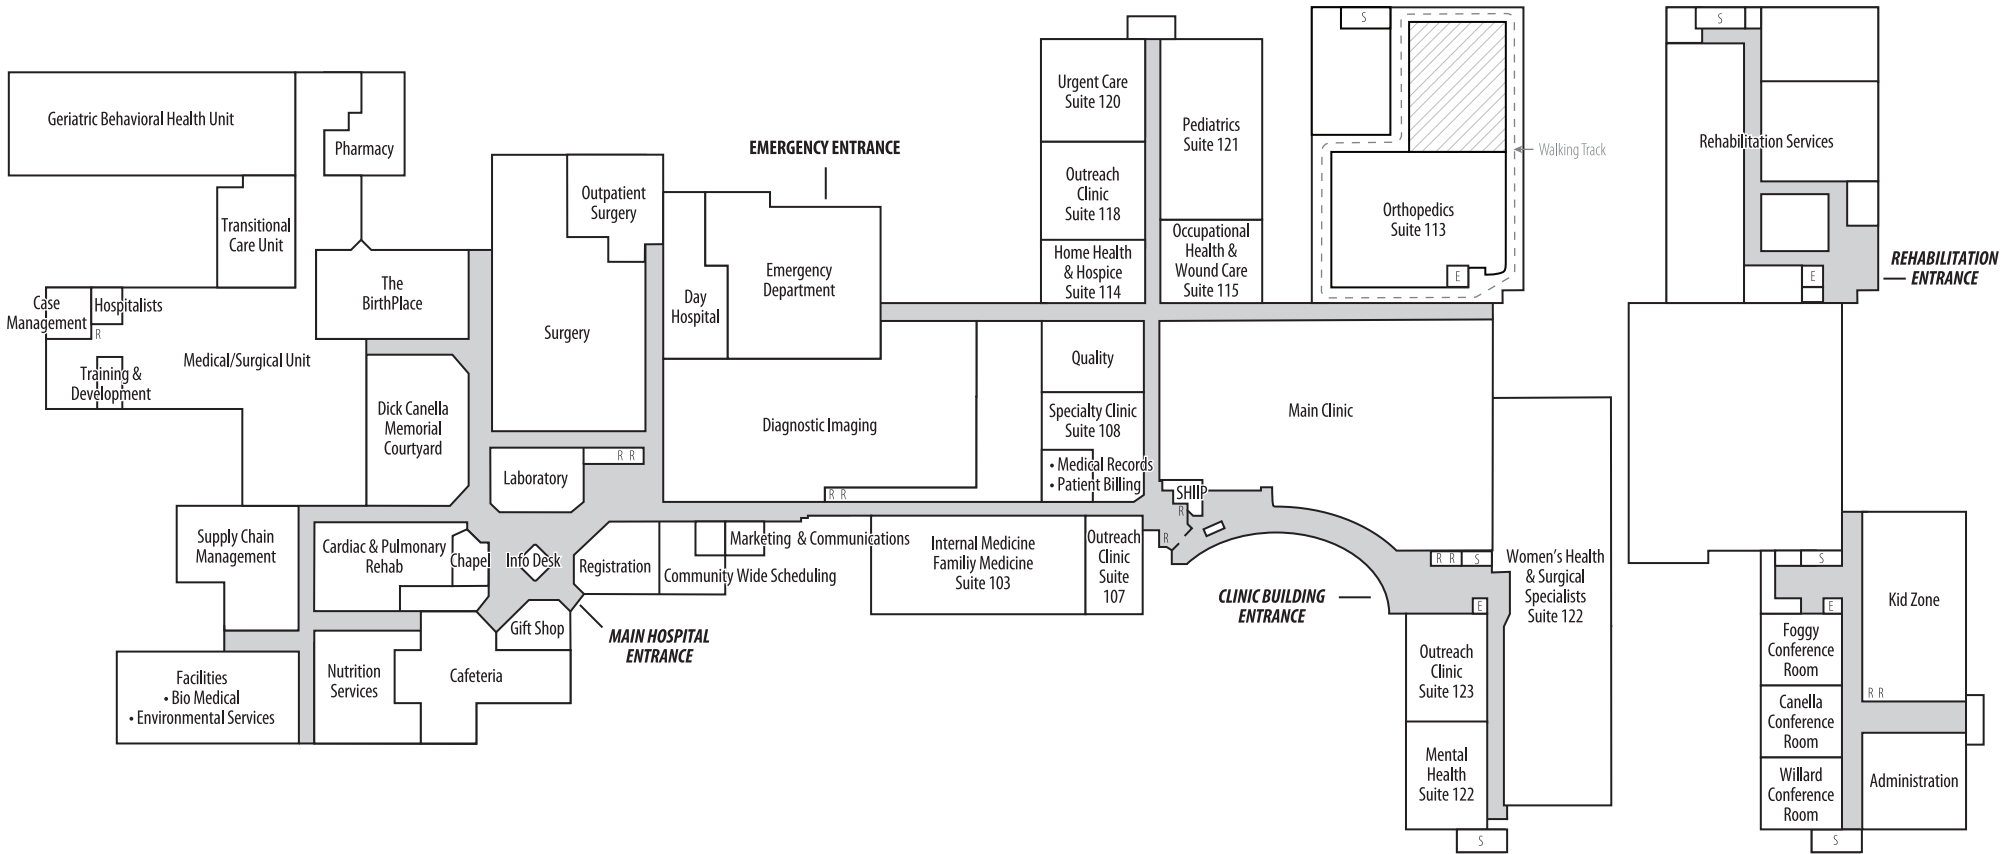 Geriatric Behavioral Health Unit
Pharmacy
Transitional
Care Unit
Case
Management
Hospitalists
R
Training &
Development
Medical/Surgical Unit
The
BirthPlace
Dick Canella
Memorial
Courtyard
Supply Chain
Management
Cardiac & Pulmonary
Rehab
Chapel
Info Desk
Facilities
• Bio Medical
• Environmental Services
Nutrition
Services
Cafeteria
Gift Shop
MAIN HOSPITAL
ENTRANCE
Registration
Community Wide Scheduling
Marketing & Communications
Laboratory
R R
Surgery
Outpatient
Surgery
EMERGENCY ENTRANCE
Day
Hospital
Emergency
Department
Diagnostic Imaging
R R
Internal Medicine
Familiy Medicine
Suite 103
Outreach
Clinic
Suite
107
Urgent Care
Suite 120
Outreach
Clinic
Suite 118
Home Health
& Hospice
Suite 114
Pediatrics
Suite 121
Occupational
Health &
Wound Care
Suite 115
Quality
Specialty Clinic
Suite 108
• Medical Records
• Patient Billing
SHIIP
R
R
Main Clinic
R R
S
E
CLINIC BUILDING
ENTRANCE
Women's Health
& Surgical
Specialists
Suite 122
Outreach
Clinic
Suite 123
Mental
Health
Suite 122
S
S
Walking Track
Orthopedics
Suite 113
E
S
Rehabilitation Services
REHABILITATION
ENTRANCE
E
S
E
Kid Zone
R R
Foggy
Conference
Room
Canella
Conference
Room
Willard
Conference
Room
Administration
S